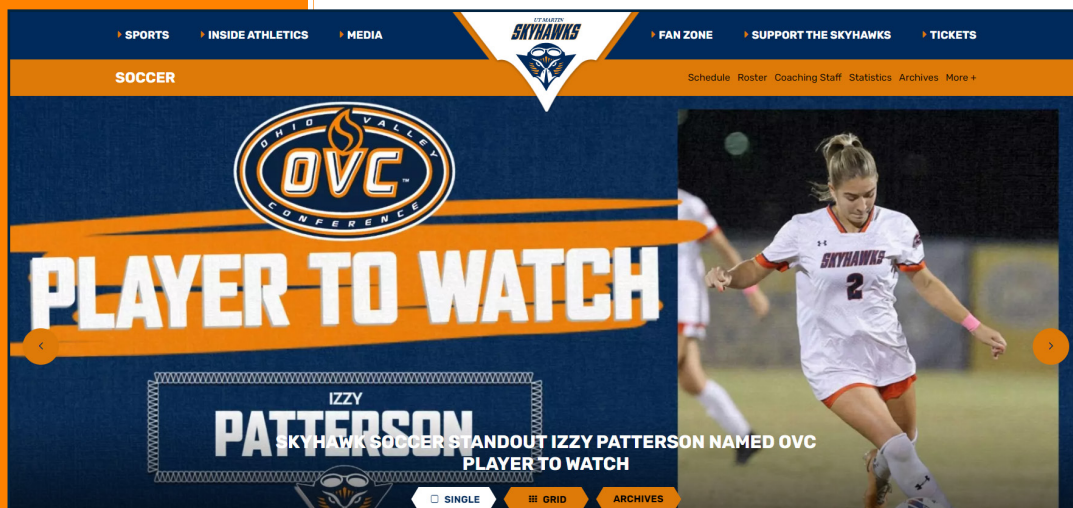 SPORTS
INSIDE ATHLETICS
MEDIA
UT MARTIN
SKYHAWKS
FAN ZONE
SUPPORT THE SKYHAWKS
TICKETS
SOCCER
Schedule Roster Coaching Staff Statistics Archives More +
OHIO VALLEY
OVC™
CONFERENCE
PLAYER TO WATCH
SKYHAWKS
2
IZZY
PATTERSON
SKYHAWK SOCCER STANDOUT IZZY PATTERSON NAMED OVC
PLAYER TO WATCH
SINGLE
GRID
ARCHIVES